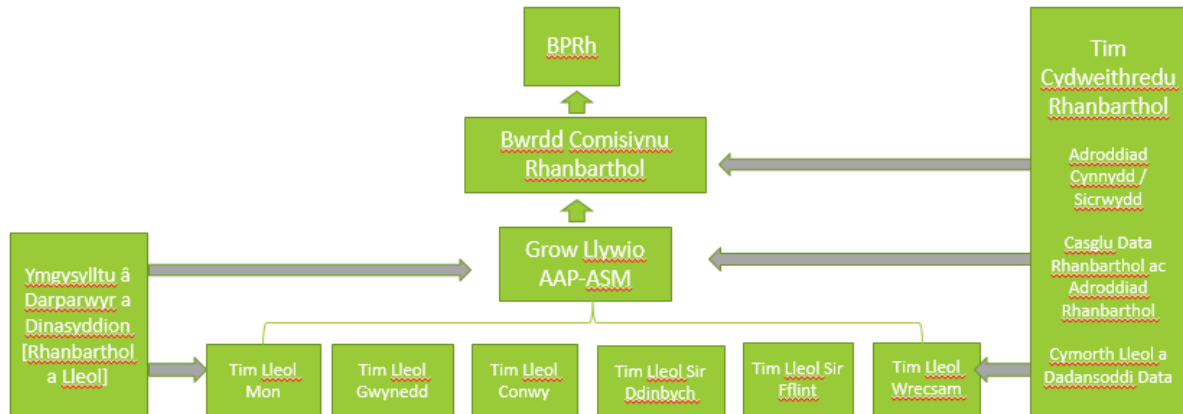 BPRh
Bwrdd Comisiynu
Rhanbarthol
Grow Llywio
AAP-ASM
Ymgysylltu â
Darparwyr a
Dinasyddion
[Rhanbarthol
a Lleol]
Tim Lleol
Mon
Tim Lleol
Gwynedd
Tim Lleol
Conwy
Tim Lleol Sir
Ddinbych
Tim Lleol Sir
Fflint
Tim Lleol
Wrecsam
Tim
Cydweithredu
Rhanbarthol
Adroddiad
Cynnydd /
Sicrwydd
Casglu Data
Rhanbarthol ac
Adroddiad
Rhanbarthol
Cymorth Lleol a
Dadansoddi Data